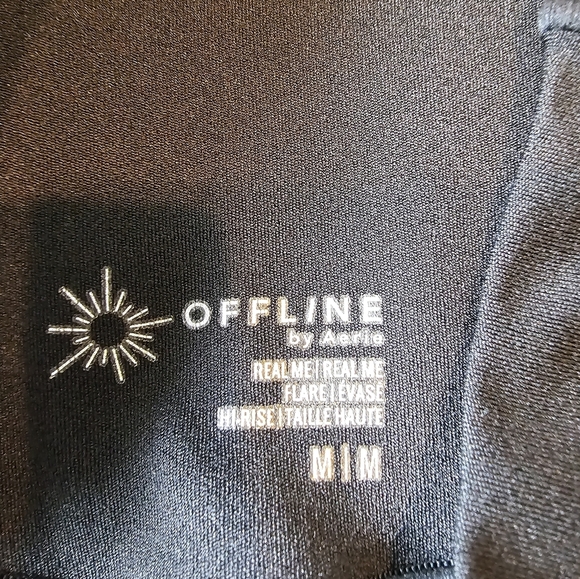 OFFLINE
by Aerie
REAL ME | REAL ME
FLARE | ÉVASÉ
HI-RISE | TAILLE HAUTE
M | M